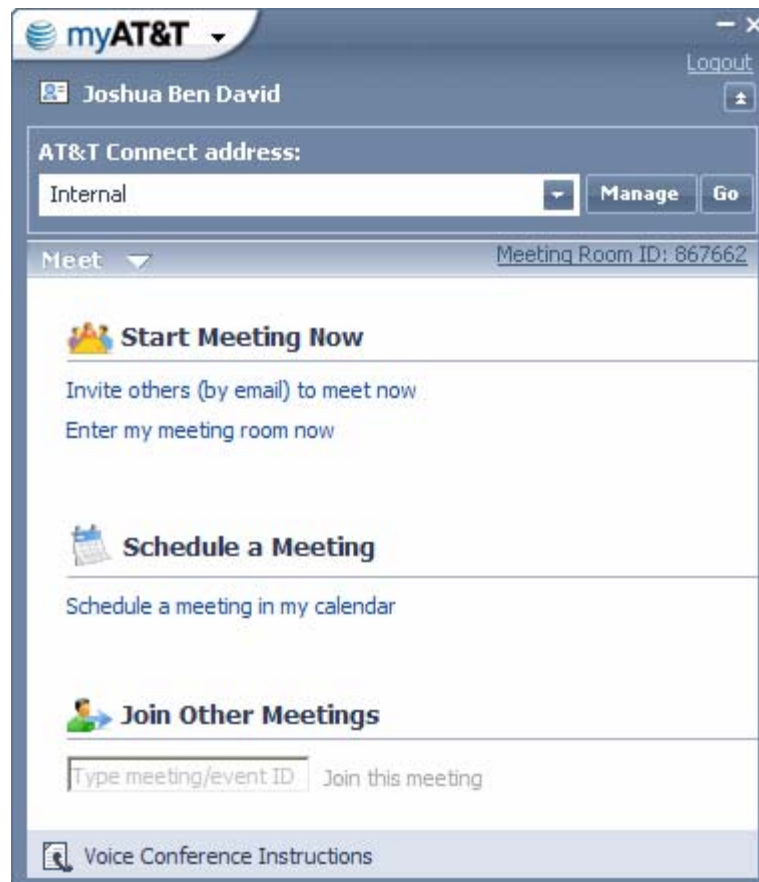 myAT&T
Logout
Joshua Ben David
AT&T Connect address:
Internal Manage Go
Meet Meeting Room ID: 867662
Start Meeting Now
Invite others (by email) to meet now
Enter my meeting room now
Schedule a Meeting
Schedule a meeting in my calendar
Join Other Meetings
Type meeting/event ID Join this meeting
Voice Conference Instructions